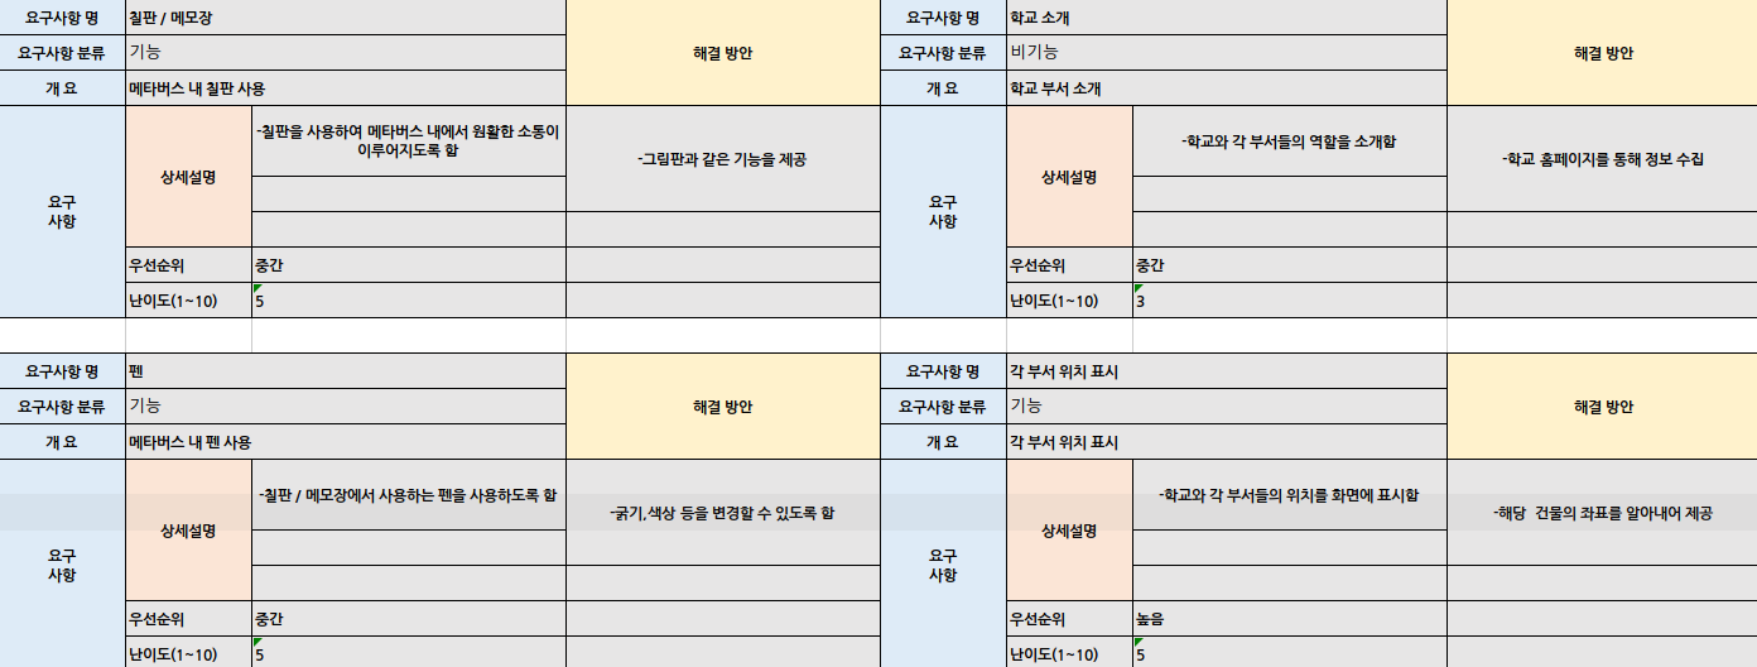 요구사항 명
칠판 / 메모장
요구사항 분류
기능
개 요
메타버스 내 칠판 사용
해결 방안
요구
사항
상세설명
-칠판을 사용하여 메타버스 내에서 원활한 소통이
이루어지도록 함
-그림판과 같은 기능을 제공
우선순위
중간
난이도(1~10)
5
요구사항 명
학교 소개
요구사항 분류
비기능
개 요
학교 부서 소개
해결 방안
요구
사항
상세설명
-학교와 각 부서들의 역할을 소개함
-학교 홈페이지를 통해 정보 수집
우선순위
중간
난이도(1~10)
3
요구사항 명
펜
요구사항 분류
기능
개 요
메타버스 내 펜 사용
해결 방안
요구
사항
상세설명
-칠판 / 메모장에서 사용하는 펜을 사용하도록 함
-굵기,색상 등을 변경할 수 있도록 함
우선순위
중간
난이도(1~10)
5
요구사항 명
각 부서 위치 표시
요구사항 분류
기능
개 요
각 부서 위치 표시
해결 방안
요구
사항
상세설명
-학교와 각 부서들의 위치를 화면에 표시함
-해당 건물의 좌표를 알아내어 제공
우선순위
높음
난이도(1~10)
5